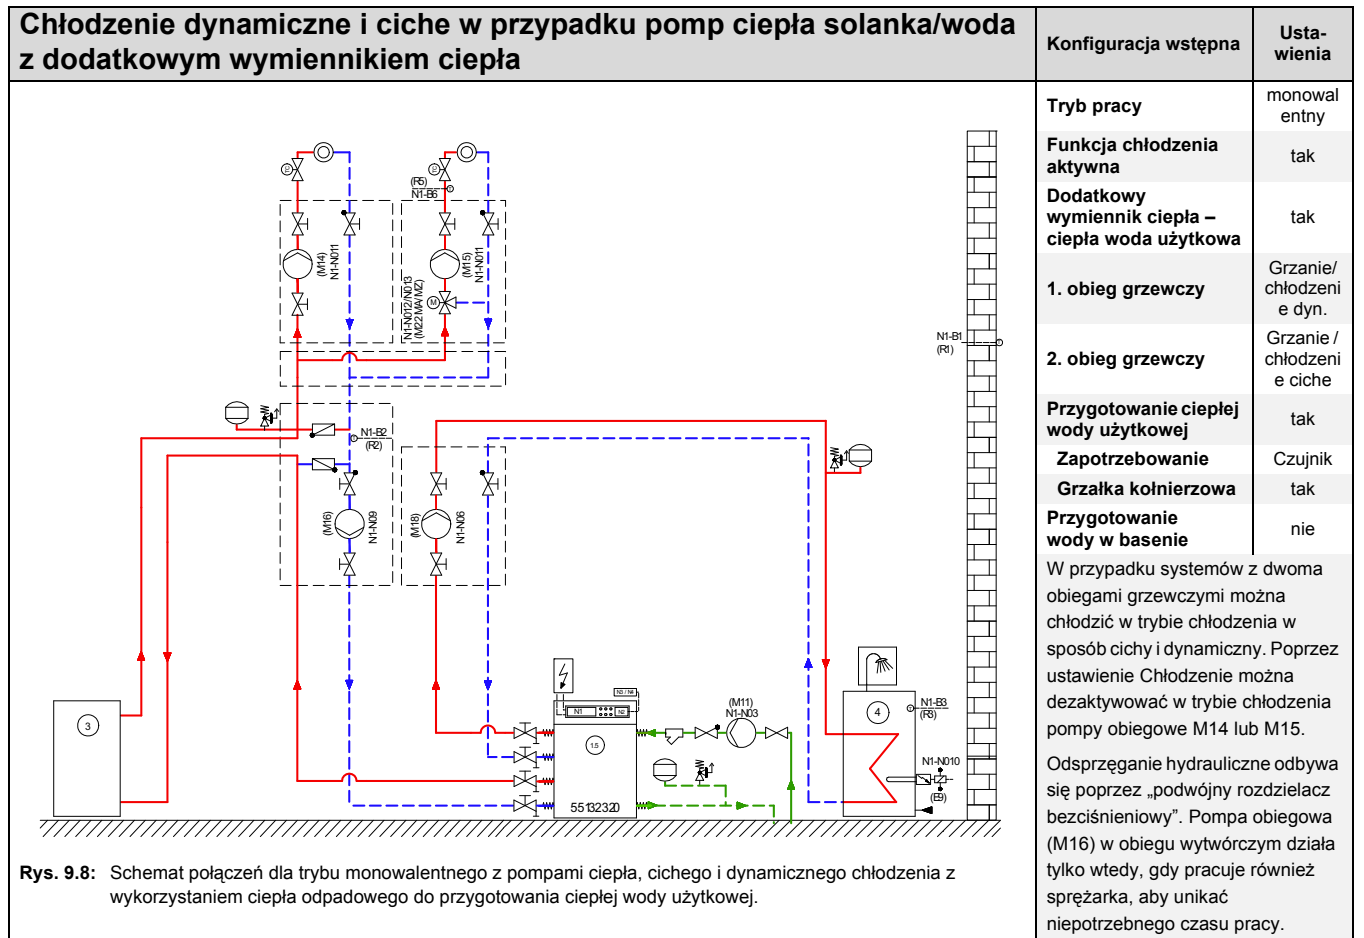 Chłodzenie dynamiczne i ciche w przypadku pomp ciepła solanka/woda
z dodatkowym wymiennikiem ciepła
Konfiguracja wstępna
Usta-
wienia
Tryb pracy
monowal
entny
Funkcja chłodzenia
aktywna
tak
Dodatkowy
wymiennik ciepła –
ciepła woda użytkowa
tak
1. obieg grzewczy
Grzanie/
chłodzeni
e dyn.
2. obieg grzewczy
Grzanie /
chłodzeni
e ciche
Przygotowanie ciepłej
wody użytkowej
tak
Zapotrzebowanie
Czujnik
Grzałka kołnierzowa
tak
Przygotowanie
wody w basenie
nie
W przypadku systemów z dwoma
obiegami grzewczymi można
chłodzić w trybie chłodzenia w
sposób cichy i dynamiczny. Poprzez
ustawienie Chłodzenie można
dezaktywować w trybie chłodzenia
pompy obiegowe M14 lub M15.
Odsprzęganie hydrauliczne odbywa
się poprzez „podwójny rozdzielacz
bezciśnieniowy”. Pompa obiegowa
(M16) w obiegu wytwórczym działa
tylko wtedy, gdy pracuje również
sprężarka, aby unikać
niepotrzebnego czasu pracy.
(R5)
N1-B6
(M14)
N1-N011
(M15)
N1-N011
N1-N012/N013
(M22 MA/MZ)
M
N1-B1
(R1)
N1-B2
(R2)
(M16)
N1-N09
(M18)
N1-N06
N3 / N4
N1
N2
1.5
55132320
(M11)
N1-N03
3
4
N1-B3
(R3)
N1-N010
(E9)
Rys. 9.8: Schemat połączeń dla trybu monowalentnego z pompami ciepła, cichego i dynamicznego chłodzenia z
wykorzystaniem ciepła odpadowego do przygotowania ciepłej wody użytkowej.